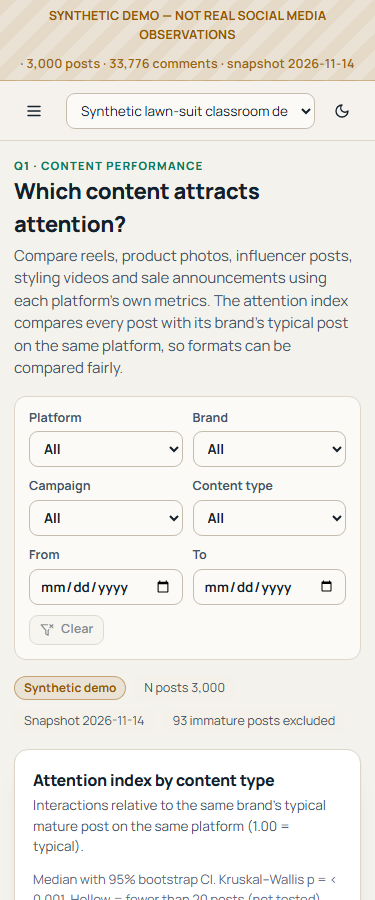 SYNTHETIC DEMO — NOT REAL SOCIAL MEDIA
OBSERVATIONS
· 3,000 posts · 33,776 comments · snapshot 2026-11-14
Synthetic lawn-suit classroom de
Q1 · CONTENT PERFORMANCE
Which content attracts
attention?
Compare reels, product photos, influencer posts,
styling videos and sale announcements using
each platform's own metrics. The attention index
compares every post with its brand's typical post
on the same platform, so formats can be
compared fairly.
Platform Brand
All All
Campaign Content type
All All
From To
mm/dd/yyyy mm/dd/yyyy
Clear
Synthetic demo N posts 3,000
Snapshot 2026-11-14 93 immature posts excluded
Attention index by content type
Interactions relative to the same brand's typical
mature post on the same platform (1.00 =
typical).
Median with 95% bootstrap CI. Kruskal–Wallis p = <
0.001. Hollow = fewer than 20 posts (not tested)